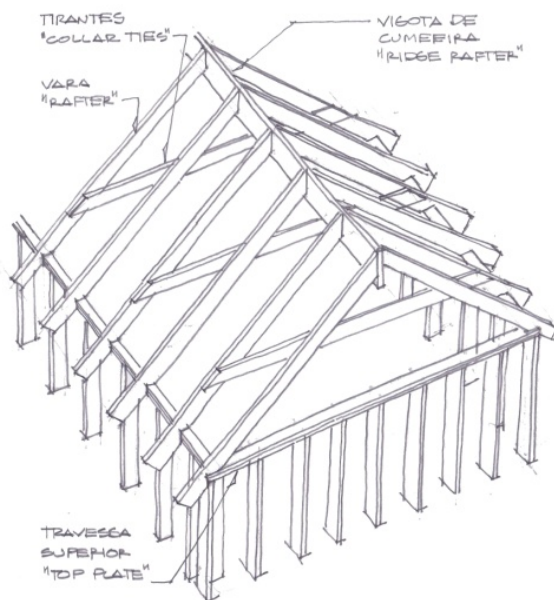 TIRANTES
"COLLAR TIES"
VIGOTA DE
CUMEEIRA
"RIDGE RAFTER"
VARA
"RAFTER"
TRAVESSA
SUPERIOR
"TOP PLATE"